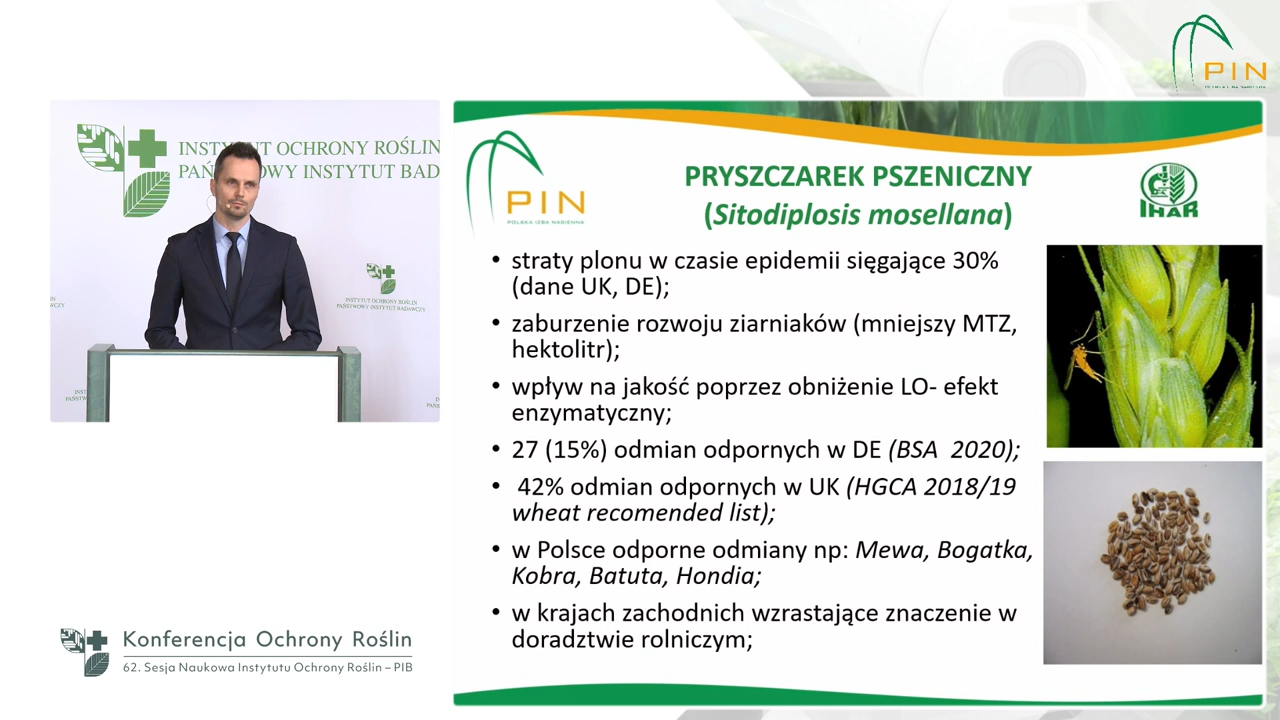 PIN
INSTYTUT OCHRONY ROŚLIN
PAŃSTWOWY INSTYTUT BAD
INSTYTUT OCHRONY ROŚLIN
PAŃSTWOWY INSTYTUT BADAWCZY
PIN
POLSKA IZBA NASIENNA
PRYSZCZAREK PSZENICZNY
(Sitodiplosis mosellana)
IHAR
• straty plonu w czasie epidemii sięgające 30%
(dane UK, DE);
• zaburzenie rozwoju ziarniaków (mniejszy MTZ,
hektolitr);
• wpływ na jakość poprzez obniżenie LO- efekt
enzymatyczny;
• 27 (15%) odmian odpornych w DE (BSA 2020);
• 42% odmian odpornych w UK (HGCA 2018/19
wheat recomended list);
• w Polsce odporne odmiany np: Mewa, Bogatka,
Kobra, Batuta, Hondia;
• w krajach zachodnich wzrastające znaczenie w
doradztwie rolniczym;
Konferencja Ochrony Roślin
62. Sesja Naukowa Instytutu Ochrony Roślin – PIB